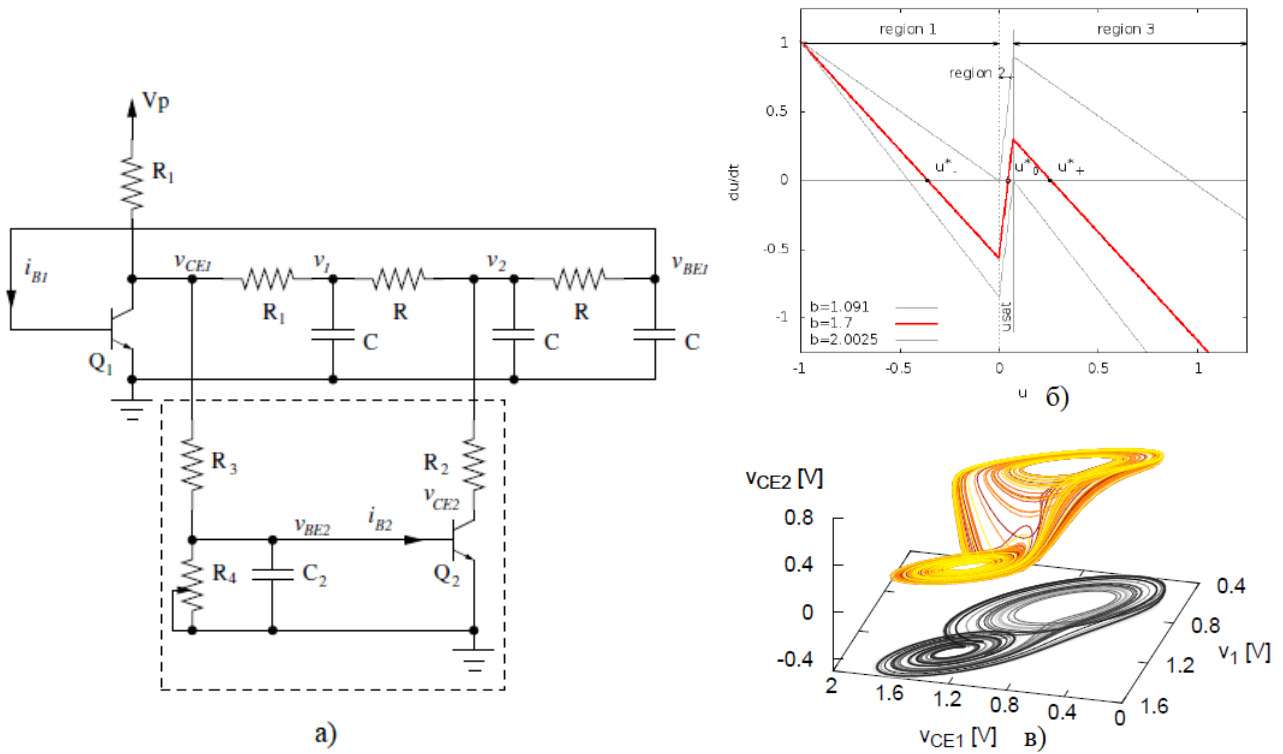 Vp
R1
iB1
vCE1
v1
v2
vBE1
R1
R
R
C
C
C
Q1
R3
R2
vCE2
vBE2
iB2
R4
C2
Q2
а)
region 1
region 3
region 2
1
0.5
0
-0.5
-1
du/dt
u*-
u*0
u*+
usat
b=1.091
b=1.7
b=2.0025
-1
-0.5
0
0.5
1
u
б)
vCE2 [V]
0.8
0.4
0
-0.4
2
1.6
1.2
0.8
0.4
0
vCE1 [V]
0.4
0.8
1.2
1.6
v1 [V]
в)